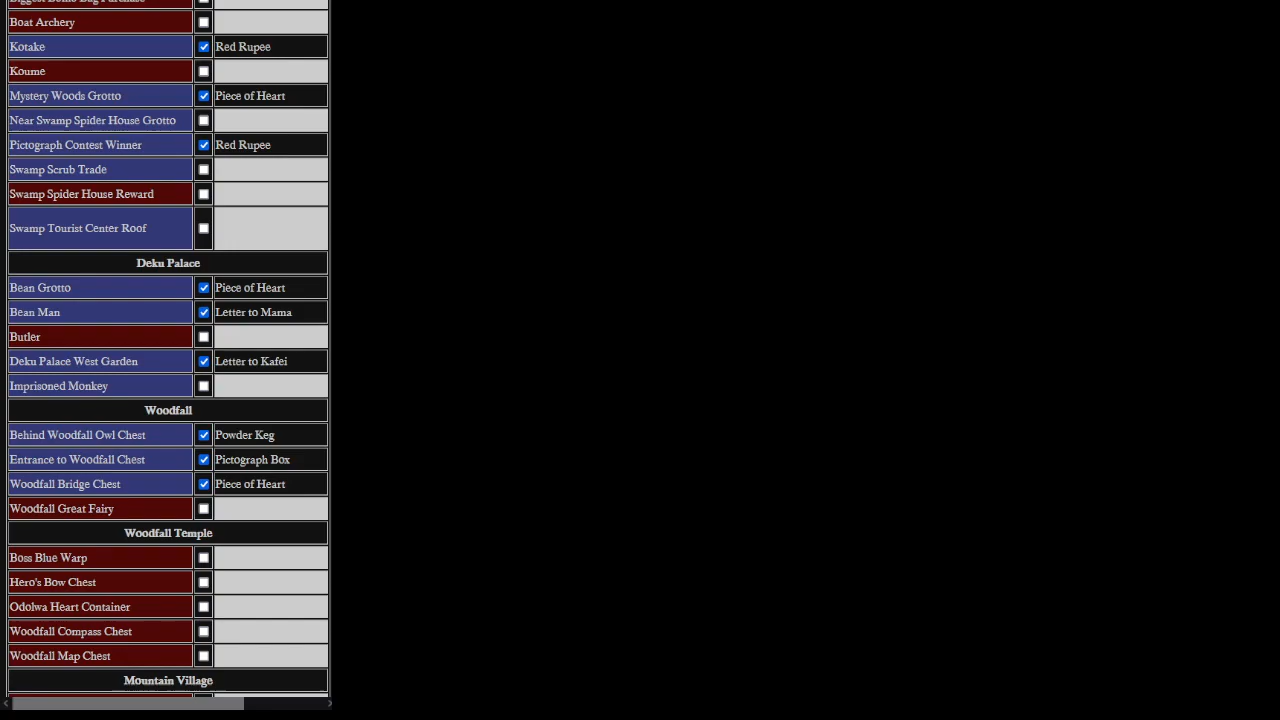 Biggest Bomb Bag Purchase
Boat Archery
Kotake Red Rupee
Koume
Mystery Woods Grotto Piece of Heart
Near Swamp Spider House Grotto
Pictograph Contest Winner Red Rupee
Swamp Scrub Trade
Swamp Spider House Reward
Swamp Tourist Center Roof
Deku Palace
Bean Grotto Piece of Heart
Bean Man Letter to Mama
Butler
Deku Palace West Garden Letter to Kafei
Imprisoned Monkey
Woodfall
Behind Woodfall Owl Chest Powder Keg
Entrance to Woodfall Chest Pictograph Box
Woodfall Bridge Chest Piece of Heart
Woodfall Great Fairy
Woodfall Temple
Boss Blue Warp
Hero's Bow Chest
Odolwa Heart Container
Woodfall Compass Chest
Woodfall Map Chest
Mountain Village